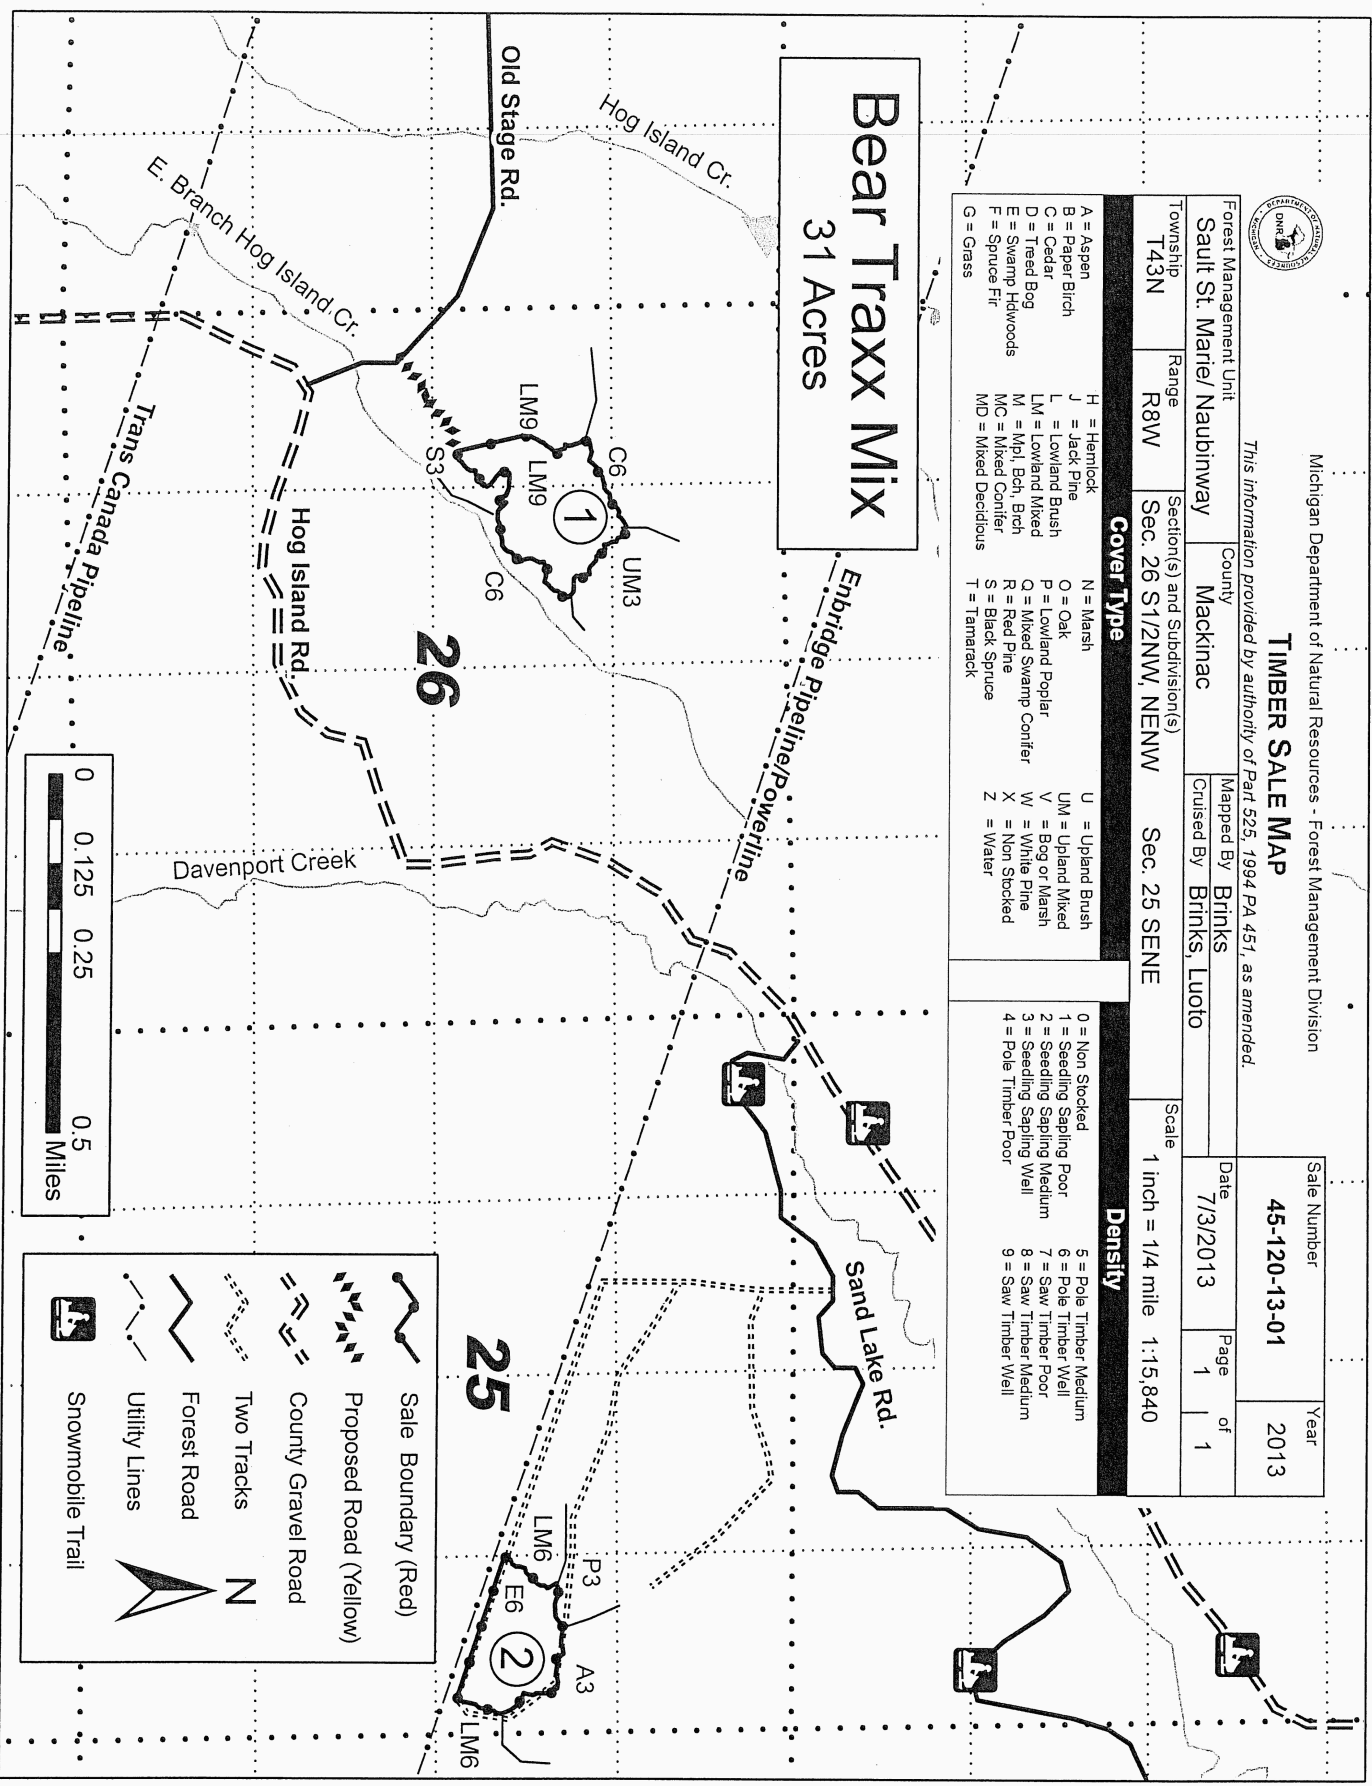 Michigan Department of Natural Resources - Forest Management Division
TIMBER SALE MAP
This information provided by authority of Part 525, 1994 PA 451, as amended.
DEPARTMENT OF NATURAL RESOURCES
DNR
MICHIGAN
Sale Number
45-120-13-01
Year
2013
Forest Management Unit
Sault St. Marie/ Naubinway
County
Mackinac
Mapped By Brinks
Cruised By Brinks, Luoto
Date
7/3/2013
Page of
1 1
Township
T43N
Range
R8W
Section(s) and Subdivision(s)
Sec. 26 S1/2NW, NENW Sec. 25 SENE
Scale
1 inch = 1/4 mile 1:15,840
Cover Type
A = Aspen
B = Paper Birch
C = Cedar
D = Treed Bog
E = Swamp Hdwoods
F = Spruce Fir
G = Grass
H = Hemlock
J = Jack Pine
L = Lowland Brush
LM = Lowland Mixed
M = Mpl, Bch, Brch
MC = Mixed Conifer
MD = Mixed Decidious
N = Marsh
O = Oak
P = Lowland Poplar
Q = Mixed Swamp Conifer
R = Red Pine
S = Black Spruce
T = Tamarack
U = Upland Brush
UM = Upland Mixed
V = Bog or Marsh
W = White Pine
X = Non Stocked
Z = Water
Density
0 = Non Stocked
1 = Seedling Sapling Poor
2 = Seedling Sapling Medium
3 = Seedling Sapling Well
4 = Pole Timber Poor
5 = Pole Timber Medium
6 = Pole Timber Well
7 = Saw Timber Poor
8 = Saw Timber Medium
9 = Saw Timber Well
Bear Traxx Mix
31 Acres
Hog Island Cr.
Old Stage Rd.
E. Branch Hog Island Cr.
Trans Canada Pipeline
Hog Island Rd.
Enbridge Pipeline/Powerline
Davenport Creek
Sand Lake Rd.
C6
LM9
LM9
1
UM3
S3
C6
26
25
P3
LM6
E6
2
A3
LM6
0 0.125 0.25 0.5
Miles
Sale Boundary (Red)
Proposed Road (Yellow)
County Gravel Road
Two Tracks
Forest Road
Utility Lines
Snowmobile Trail
N